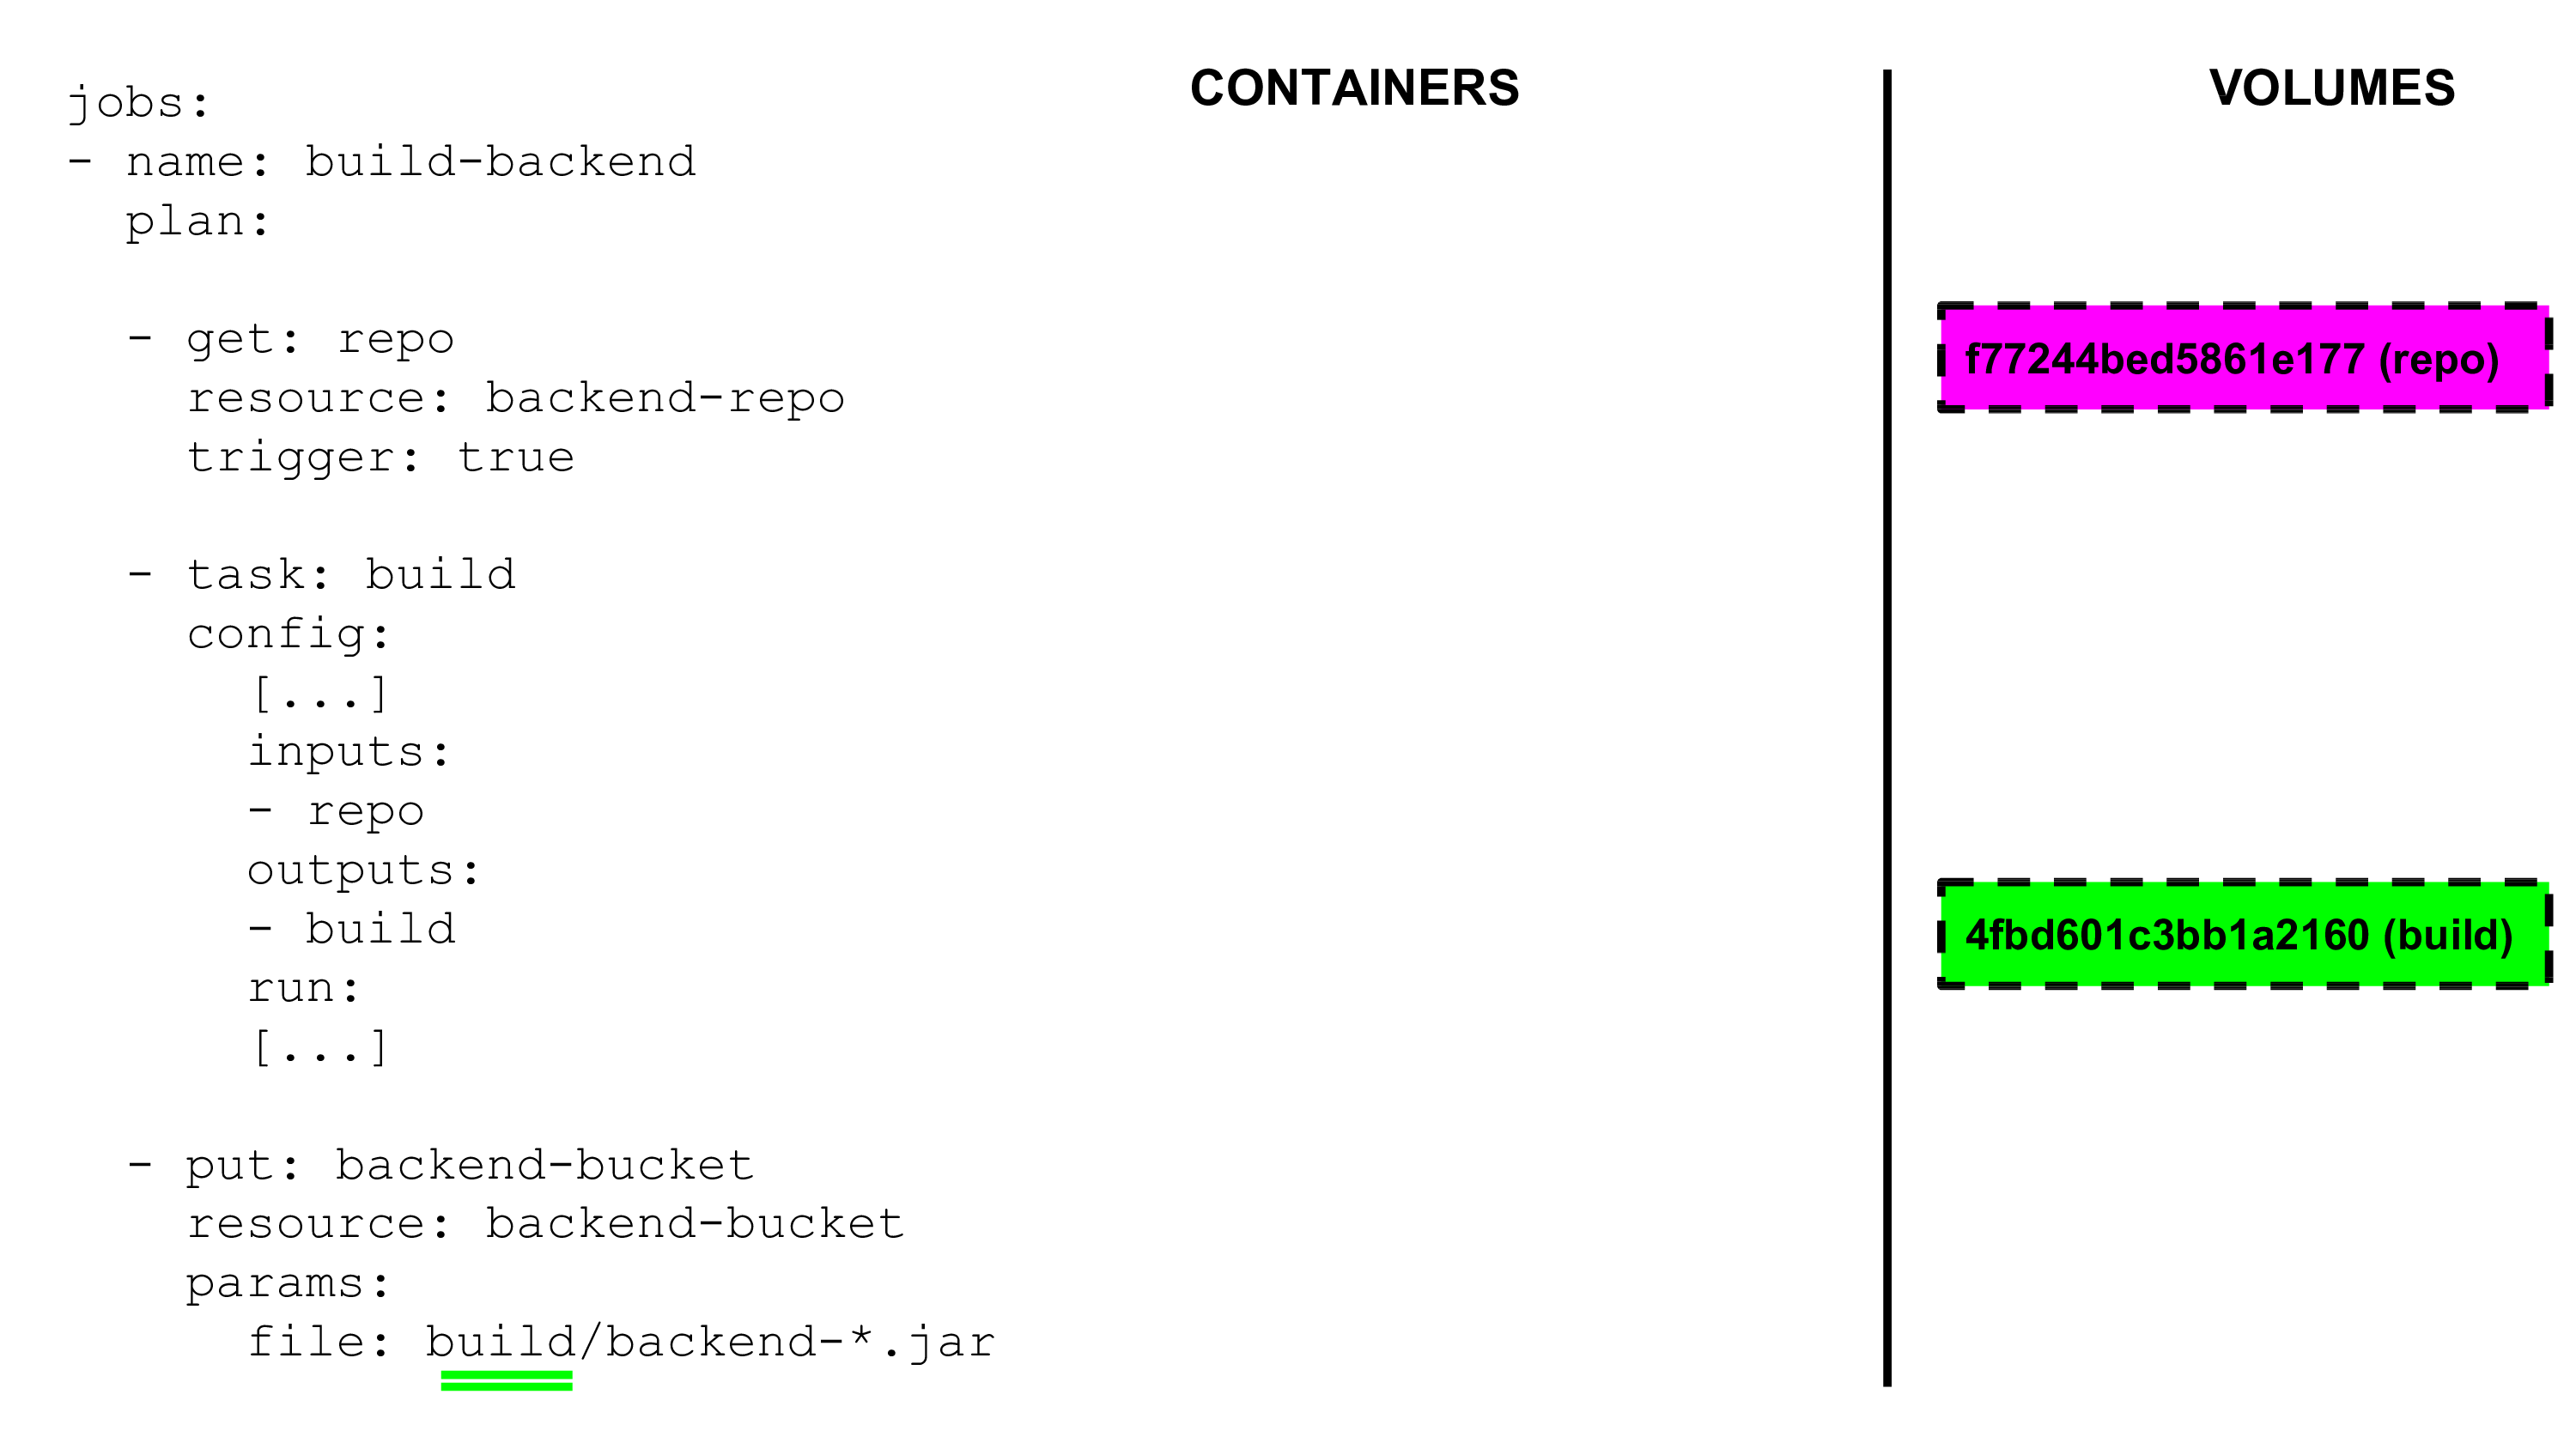 jobs:
- name: build-backend
  plan:

  - get: repo
    resource: backend-repo
    trigger: true

  - task: build
    config:
      [...]
      inputs:
      - repo
      outputs:
      - build
      run:
      [...]

  - put: backend-bucket
    resource: backend-bucket
    params:
      file: build/backend-*.jar
CONTAINERS
VOLUMES
f77244bed5861e177 (repo)
4fbd601c3bb1a2160 (build)